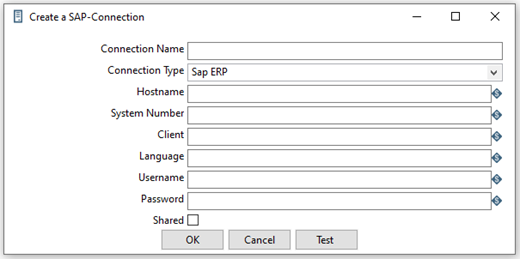 Create a SAP-Connection
Connection Name
Connection Type Sap ERP
Hostname
System Number
Client
Language
Username
Password
Shared
OK Cancel Test